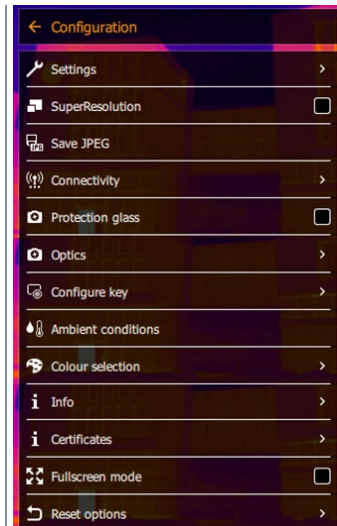 Configuration
Settings
SuperResolution
JPEG
Save JPEG
Connectivity
Protection glass
Optics
Configure key
Ambient conditions
Colour selection
Info
Certificates
Fullscreen mode
Reset options